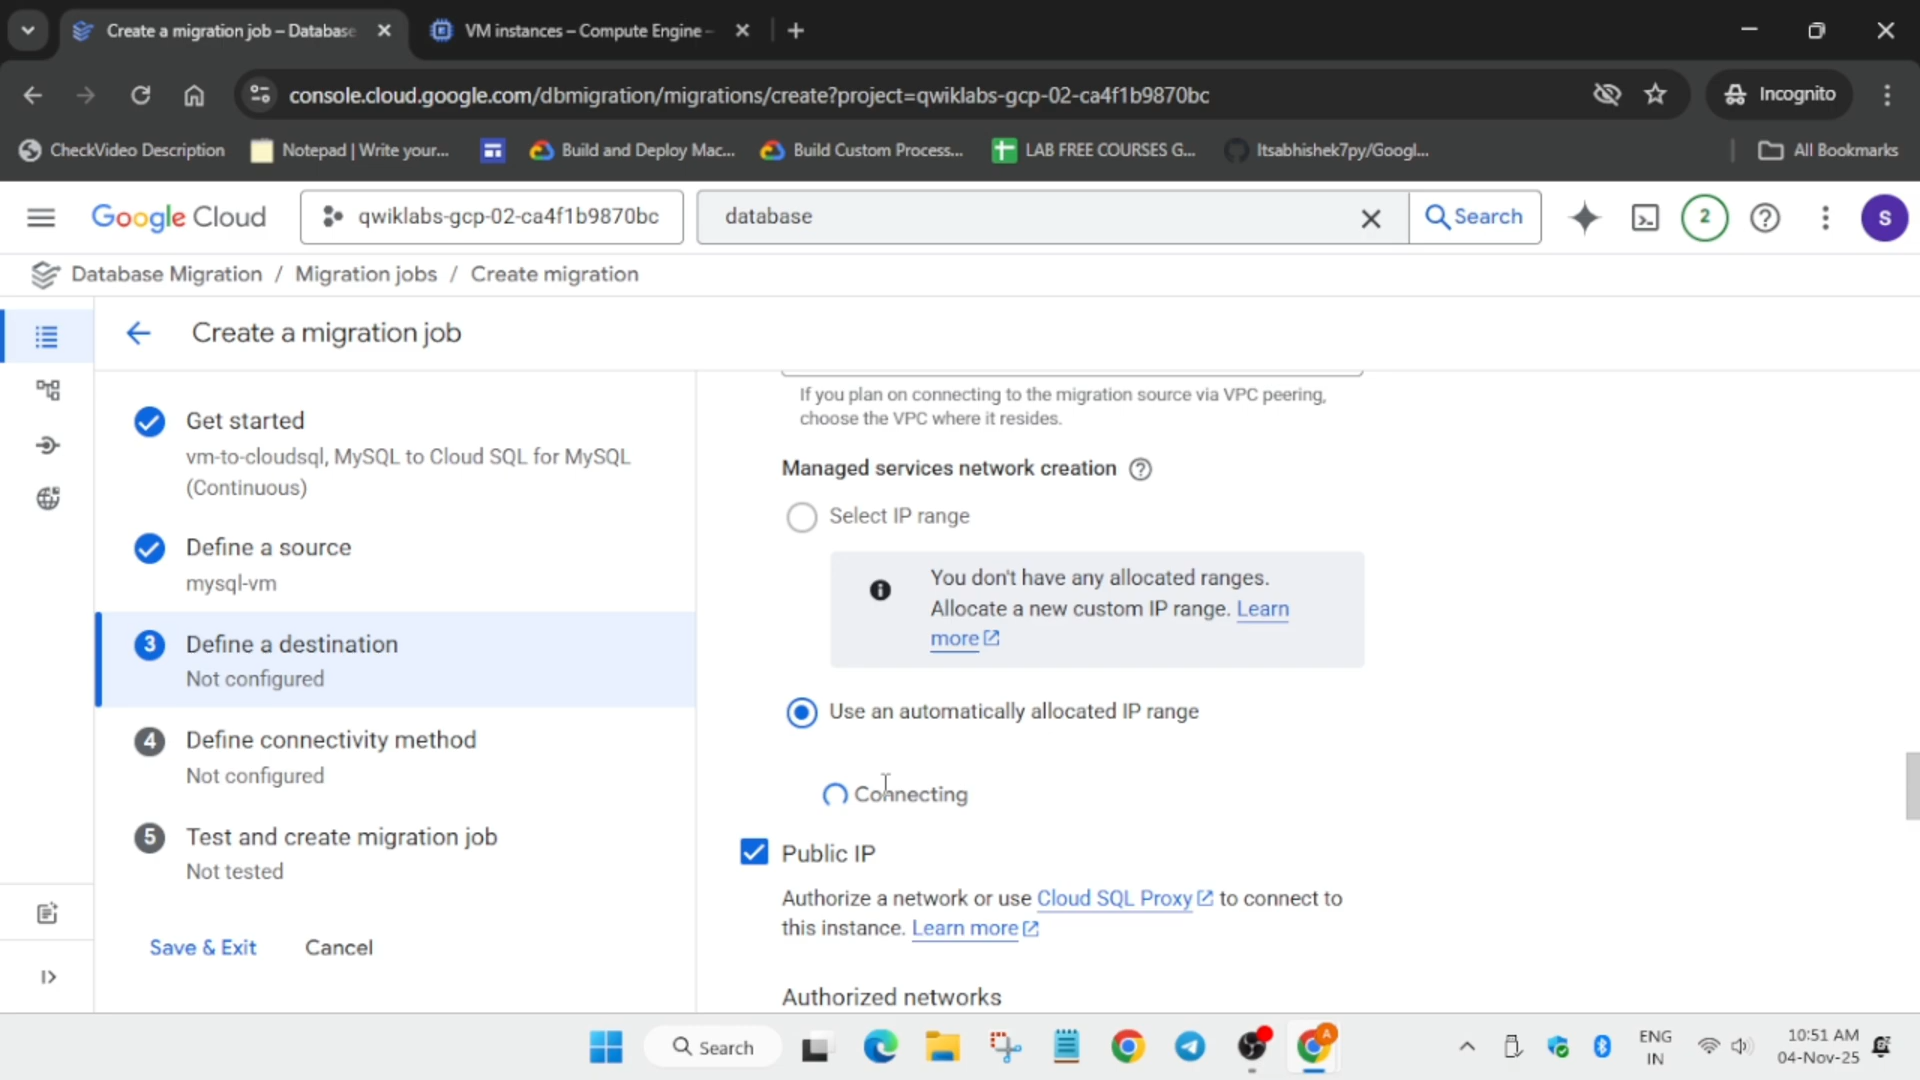 Create a migration job – Database
VM instances – Compute Engine –
console.cloud.google.com/dbmigration/migrations/create?project=qwiklabs-gcp-02-ca4f1b9870bc
Incognito
CheckVideo Description
Notepad | Write your...
Build and Deploy Mac...
Build Custom Process...
LAB FREE COURSES G...
Itsabhishek7py/Googl...
All Bookmarks
Google Cloud
qwiklabs-gcp-02-ca4f1b9870bc
database
Search
2
S
Database Migration / Migration jobs / Create migration
Create a migration job
Get started
vm-to-cloudsql, MySQL to Cloud SQL for MySQL
(Continuous)
Define a source
mysql-vm
3 Define a destination
Not configured
4 Define connectivity method
Not configured
5 Test and create migration job
Not tested
Save & Exit
Cancel
If you plan on connecting to the migration source via VPC peering,
choose the VPC where it resides.
Managed services network creation
Select IP range
You don't have any allocated ranges.
Allocate a new custom IP range. Learn
more
Use an automatically allocated IP range
Connecting
Public IP
Authorize a network or use Cloud SQL Proxy to connect to
this instance. Learn more
Authorized networks
Search
A
ENG
IN
10:51 AM
04-Nov-25